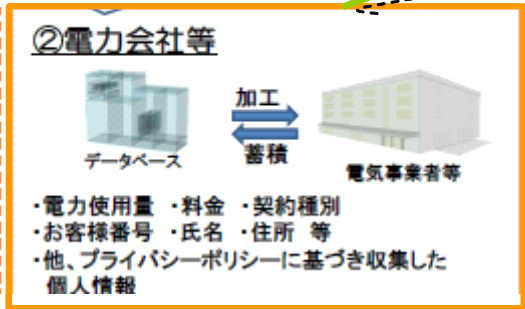 ②電力会社等
加工
蓄積
データベース
電気事業者等
・電力使用量 ・料金 ・契約種別
・お客様番号 ・氏名 ・住所 等
・他、プライバシーポリシーに基づき収集した
個人情報